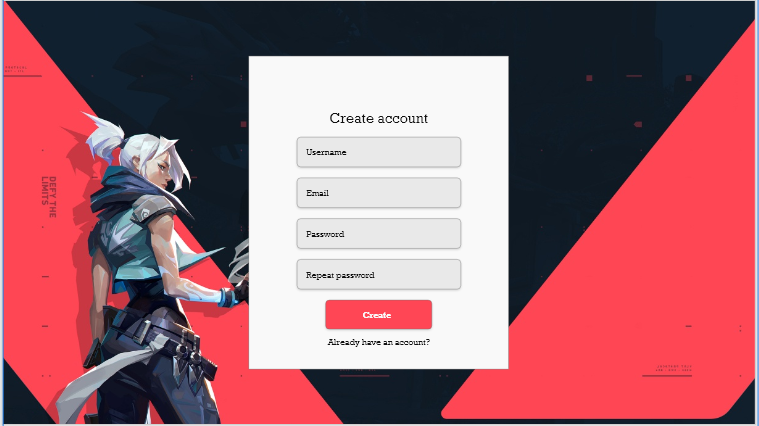 DEFY THE
LIMITS
Create account
Username
Email
Password
Repeat password
Create
Already have an account?